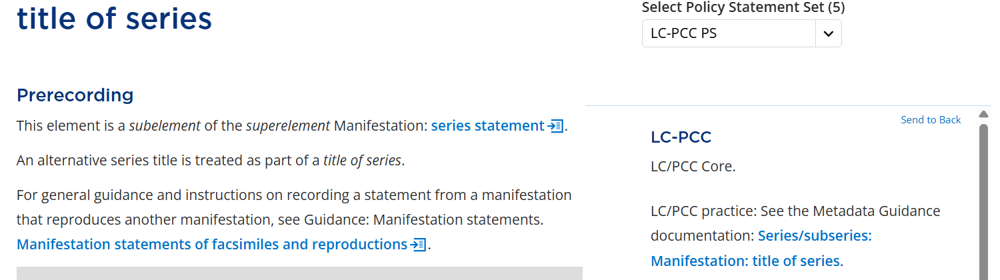 title of series
Prerecording
This element is a subelement of the superelement Manifestation: series statement.
An alternative series title is treated as part of a title of series.
For general guidance and instructions on recording a statement from a manifestation
that reproduces another manifestation, see Guidance: Manifestation statements.
Manifestation statements of facsimiles and reproductions.
Select Policy Statement Set (5)
LC-PCC PS
Send to Back
LC-PCC
LC/PCC Core.
LC/PCC practice: See the Metadata Guidance
documentation: Series/subseries:
Manifestation: title of series.